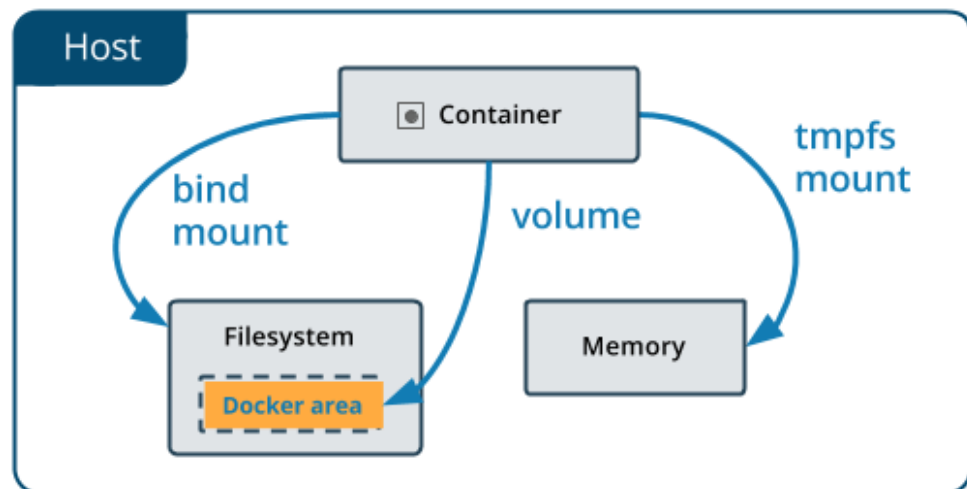 Host
Container
bind
mount
volume
tmpfs
mount
Filesystem
Docker area
Memory